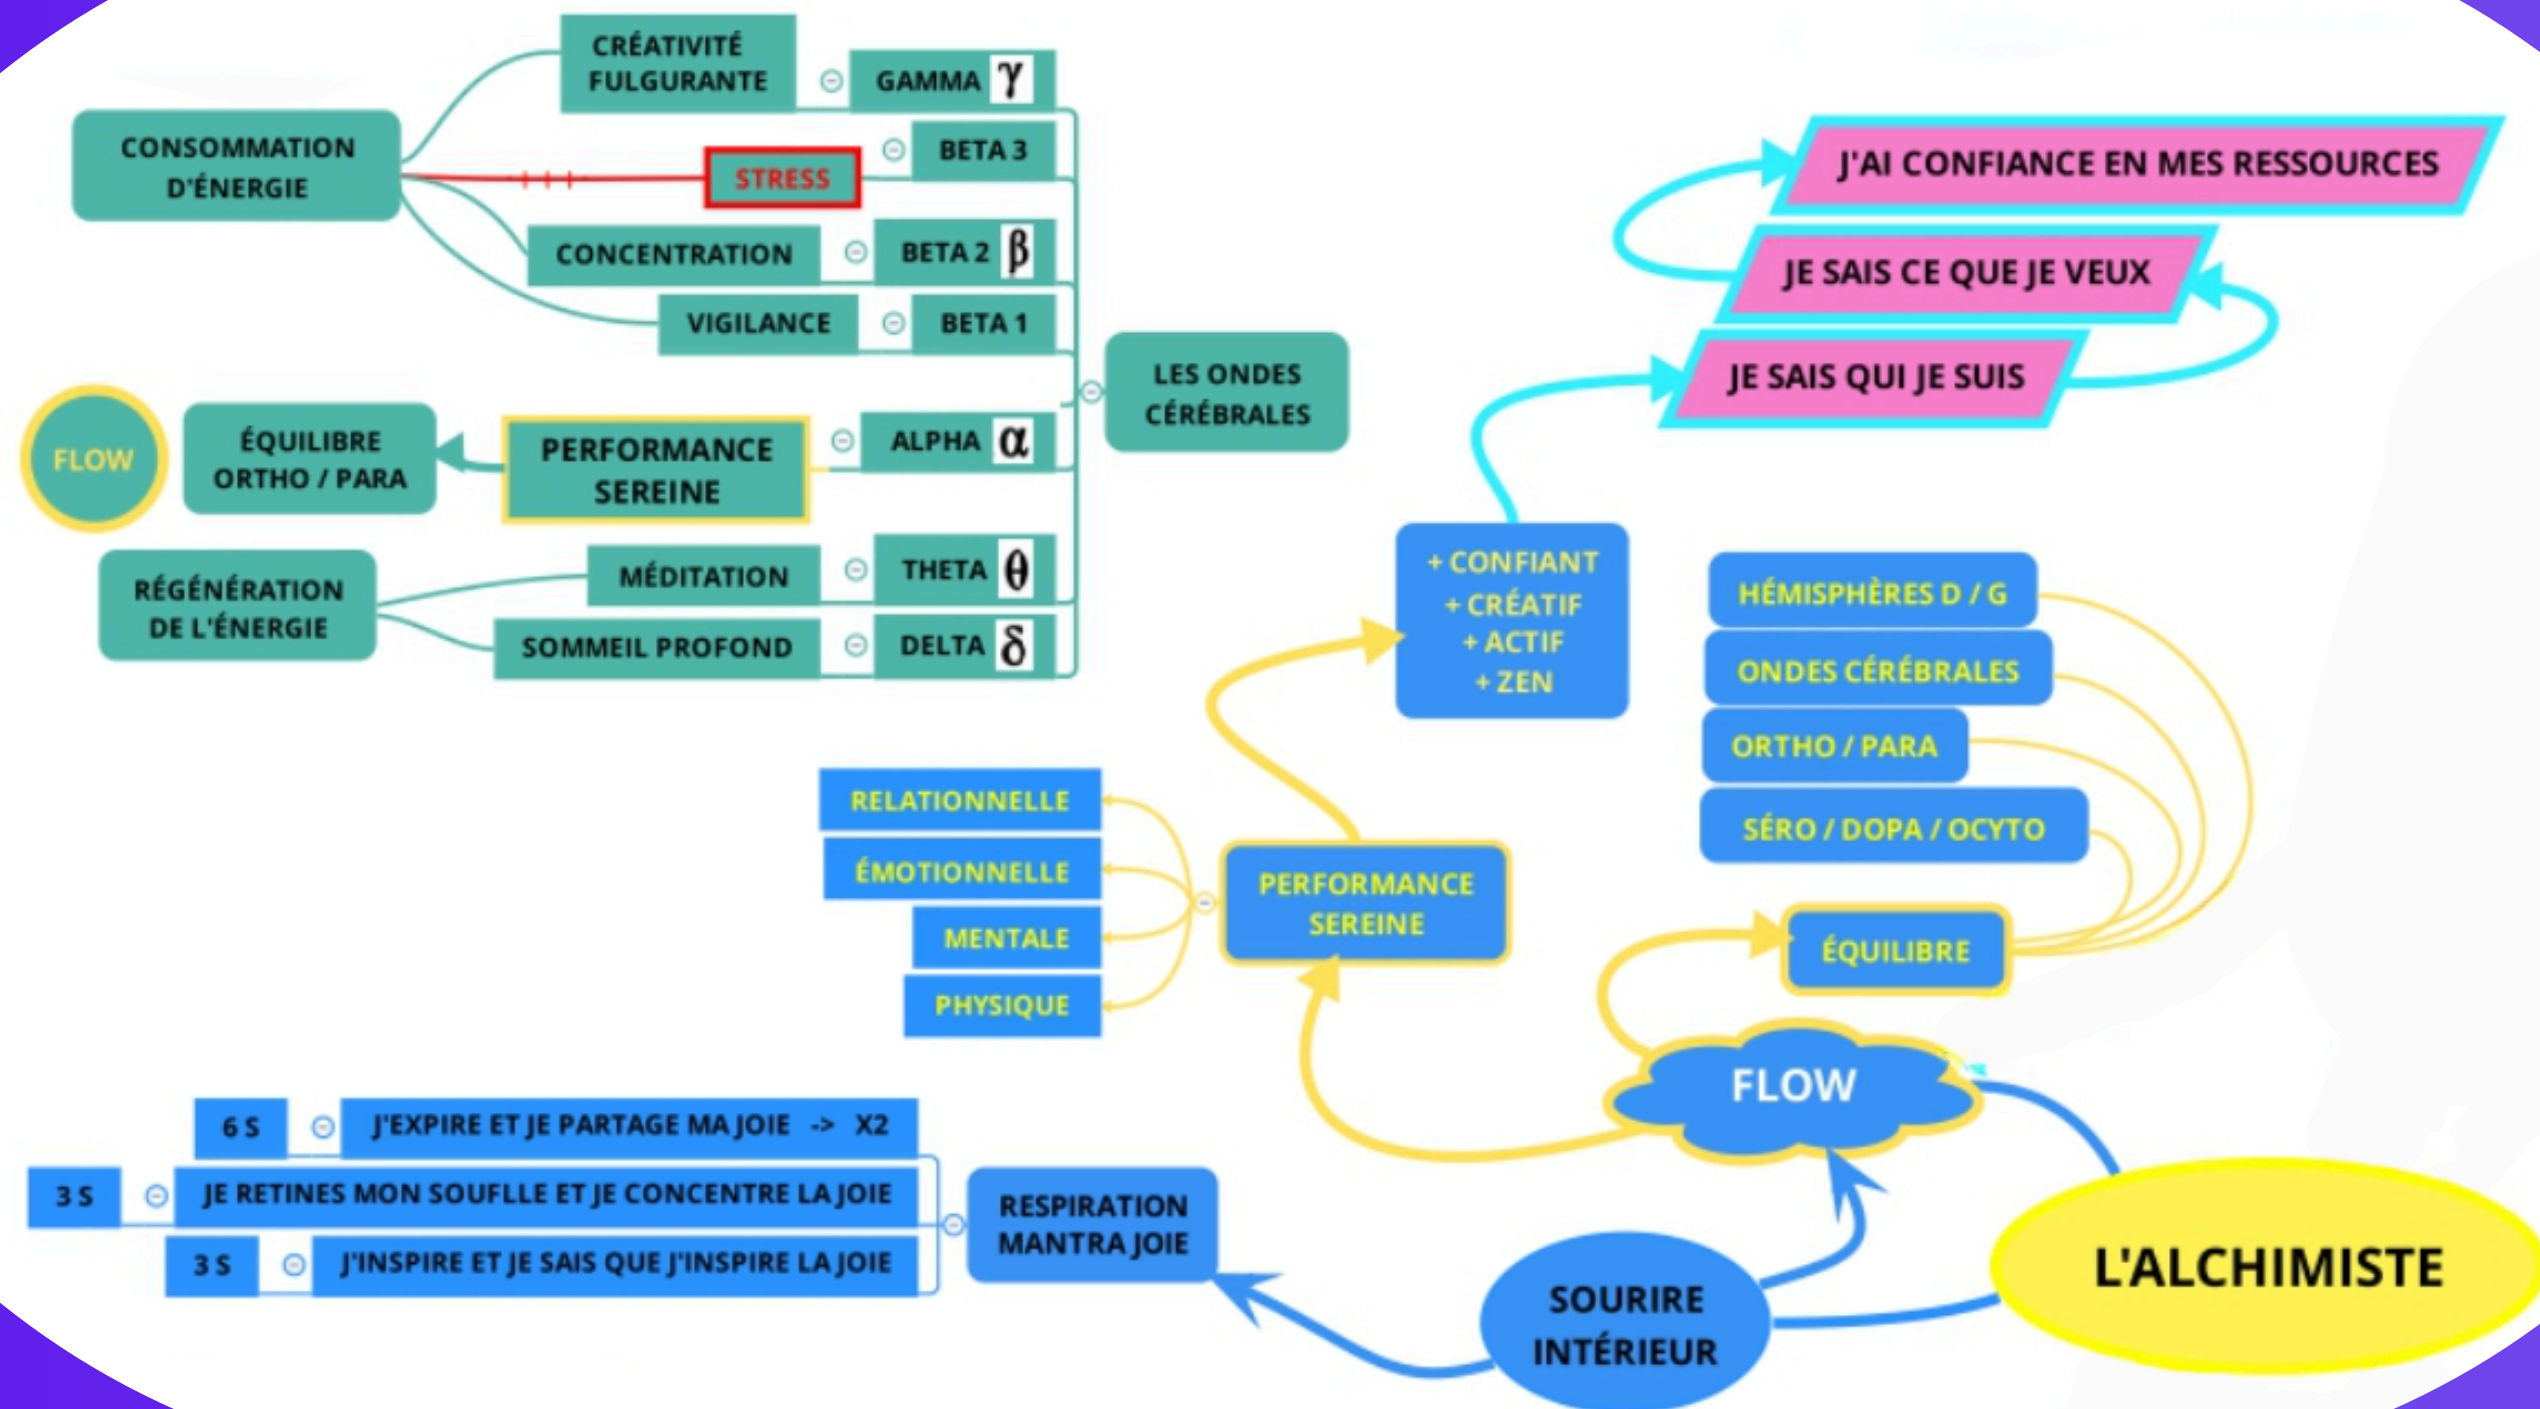 CRÉATIVITÉ
FULGURANTE
GAMMA γ
CONSOMMATION
D'ÉNERGIE
STRESS
BETA 3
CONCENTRATION
BETA 2 β
VIGILANCE
BETA 1
LES ONDES
CÉRÉBRALES
FLOW
ÉQUILIBRE
ORTHO / PARA
PERFORMANCE
SEREINE
ALPHA α
RÉGÉNÉRATION
DE L'ÉNERGIE
MÉDITATION
THETA θ
SOMMEIL PROFOND
DELTA δ
J'AI CONFIANCE EN MES RESSOURCES
JE SAIS CE QUE JE VEUX
JE SAIS QUI JE SUIS
+ CONFIANT
+ CRÉATIF
+ ACTIF
+ ZEN
HÉMISPHÈRES D / G
ONDES CÉRÉBRALES
ORTHO / PARA
SÉRO / DOPA / OCYTO
ÉQUILIBRE
RELATIONNELLE
ÉMOTIONNELLE
MENTALE
PHYSIQUE
PERFORMANCE
SEREINE
FLOW
6 S
J'EXPIRE ET JE PARTAGE MA JOIE -> X2
3 S
JE RETINES MON SOUFLLE ET JE CONCENTRE LA JOIE
3 S
J'INSPIRE ET JE SAIS QUE J'INSPIRE LA JOIE
RESPIRATION
MANTRA JOIE
SOURIRE
INTÉRIEUR
L'ALCHIMISTE